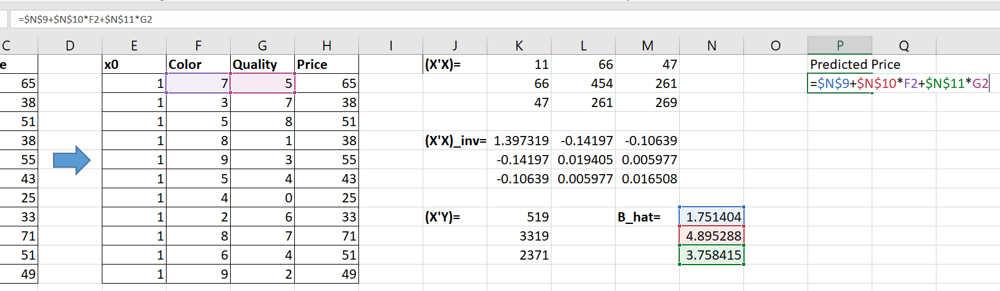 =$N$9+$N$10*F2+$N$11*G2
C D E F G H I J K L M N O P Q
e x0 Color Quality Price (X'X)= 11 66 47 Predicted Price
65 1 7 5 65 66 454 261 =$N$9+$N$10*F2+$N$11*G2
38 1 3 7 38 47 261 269
51 1 5 8 51
38 1 8 1 38 (X'X)_inv= 1.397319 -0.14197 -0.10639
55 1 9 3 55 -0.14197 0.019405 0.005977
43 1 5 4 43 -0.10639 0.005977 0.016508
25 1 4 0 25
33 1 2 6 33 (X'Y)= 519 B_hat= 1.751404
71 1 8 7 71 3319 4.895288
51 1 6 4 51 2371 3.758415
49 1 9 2 49